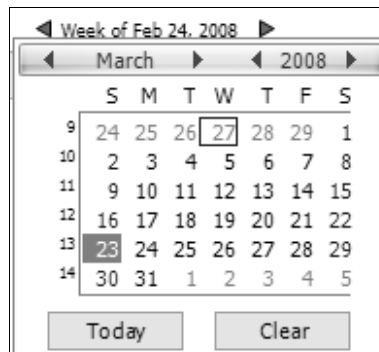 Week of Feb 24, 2008
March 2008
S M T W T F S
9 24 25 26 27 28 29 1
10 2 3 4 5 6 7 8
11 9 10 11 12 13 14 15
12 16 17 18 19 20 21 22
13 23 24 25 26 27 28 29
14 30 31 1 2 3 4 5
Today Clear